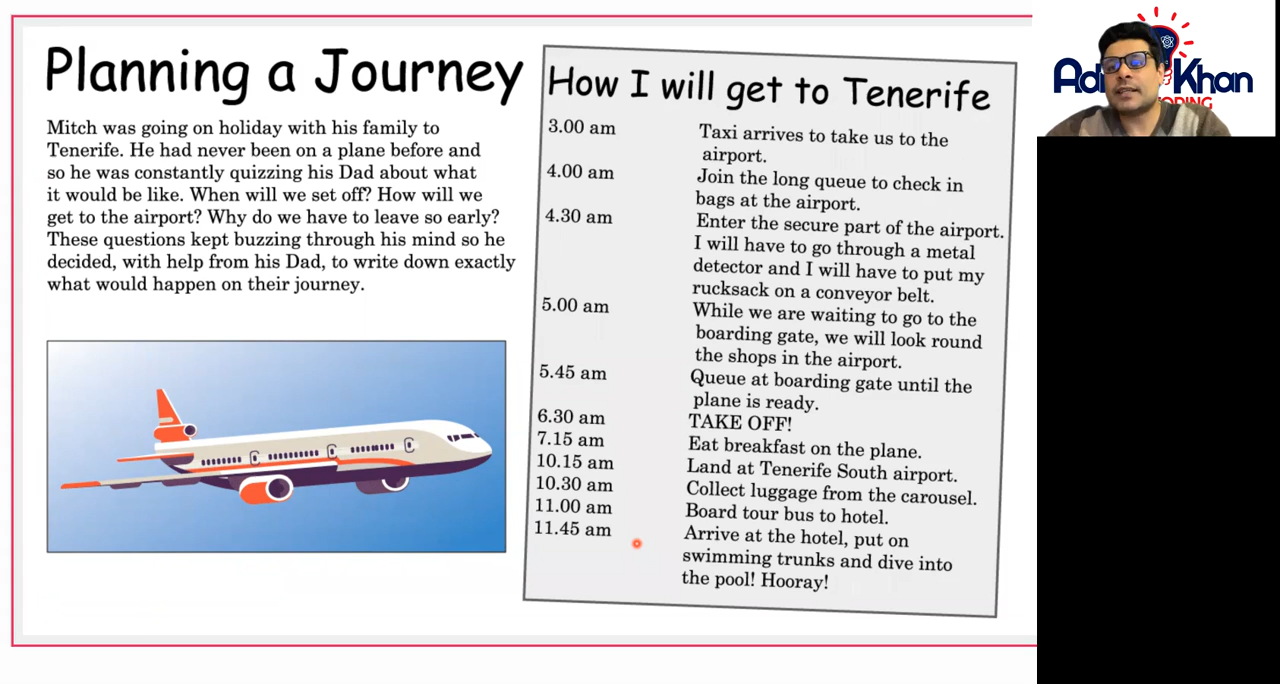 Planning a Journey
Mitch was going on holiday with his family to
Tenerife. He had never been on a plane before and
so he was constantly quizzing his Dad about what
it would be like. When will we set off? How will we
get to the airport? Why do we have to leave so early?
These questions kept buzzing through his mind so he
decided, with help from his Dad, to write down exactly
what would happen on their journey.
How I will get to Tenerife
3.00 am Taxi arrives to take us to the
airport.
4.00 am Join the long queue to check in
bags at the airport.
4.30 am Enter the secure part of the airport.
I will have to go through a metal
detector and I will have to put my
rucksack on a conveyor belt.
5.00 am While we are waiting to go to the
boarding gate, we will look round
the shops in the airport.
5.45 am Queue at boarding gate until the
plane is ready.
6.30 am TAKE OFF!
7.15 am Eat breakfast on the plane.
10.15 am Land at Tenerife South airport.
10.30 am Collect luggage from the carousel.
11.00 am Board tour bus to hotel.
11.45 am Arrive at the hotel, put on
swimming trunks and dive into
the pool! Hooray!
Khan